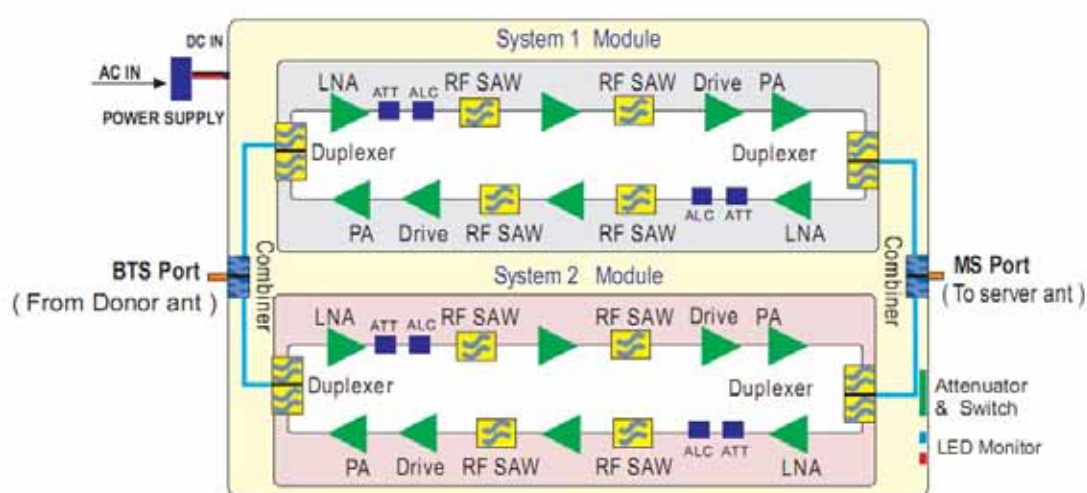 DC IN
AC IN
POWER SUPPLY
System 1 Module
LNA ATT ALC RF SAW RF SAW Drive PA
Duplexer Duplexer
PA Drive RF SAW RF SAW ALC ATT LNA
Combiner
Combiner
BTS Port
( From Donor ant )
MS Port
( To server ant )
System 2 Module
LNA ATT ALC RF SAW RF SAW Drive PA
Duplexer Duplexer
PA Drive RF SAW RF SAW ALC ATT LNA
Attenuator
& Switch
LED Monitor